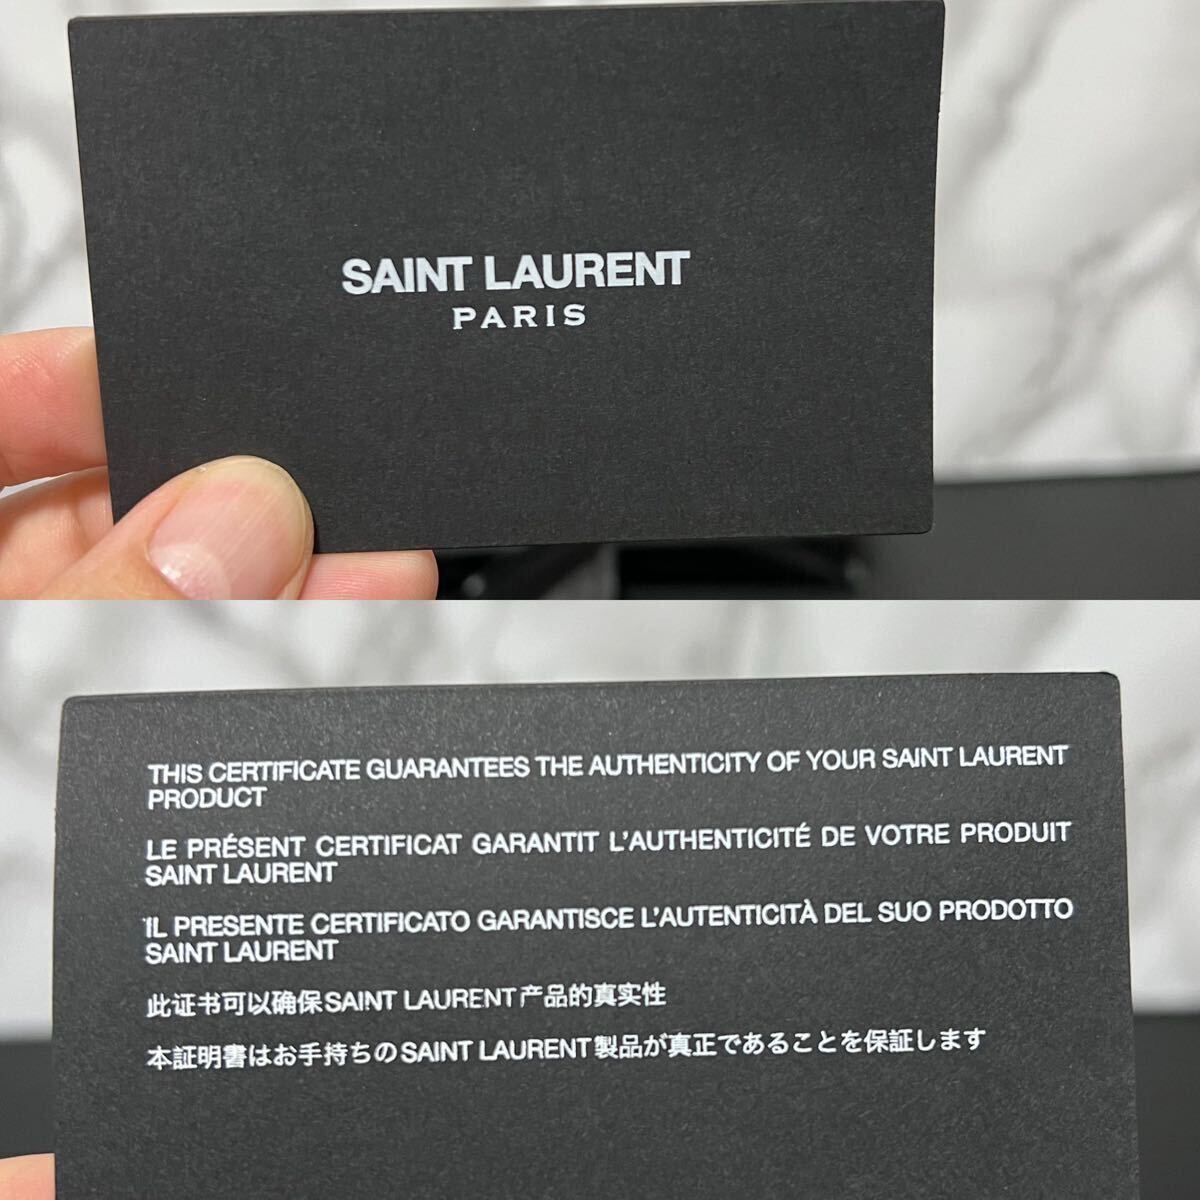 SAINT LAURENT
PARIS
THIS CERTIFICATE GUARANTEES THE AUTHENTICITY OF YOUR SAINT LAURENT
PRODUCT
LE PRÉSENT CERTIFICAT GARANTIT L'AUTHENTICITÉ DE VOTRE PRODUIT
SAINT LAURENT
IL PRESENTE CERTIFICATO GARANTISCE L'AUTENTICITÀ DEL SUO PRODOTTO
SAINT LAURENT
此证书可以确保SAINT LAURENT产品的真实性
本証明書はお手持ちのSAINT LAURENT製品が真正であることを保証します